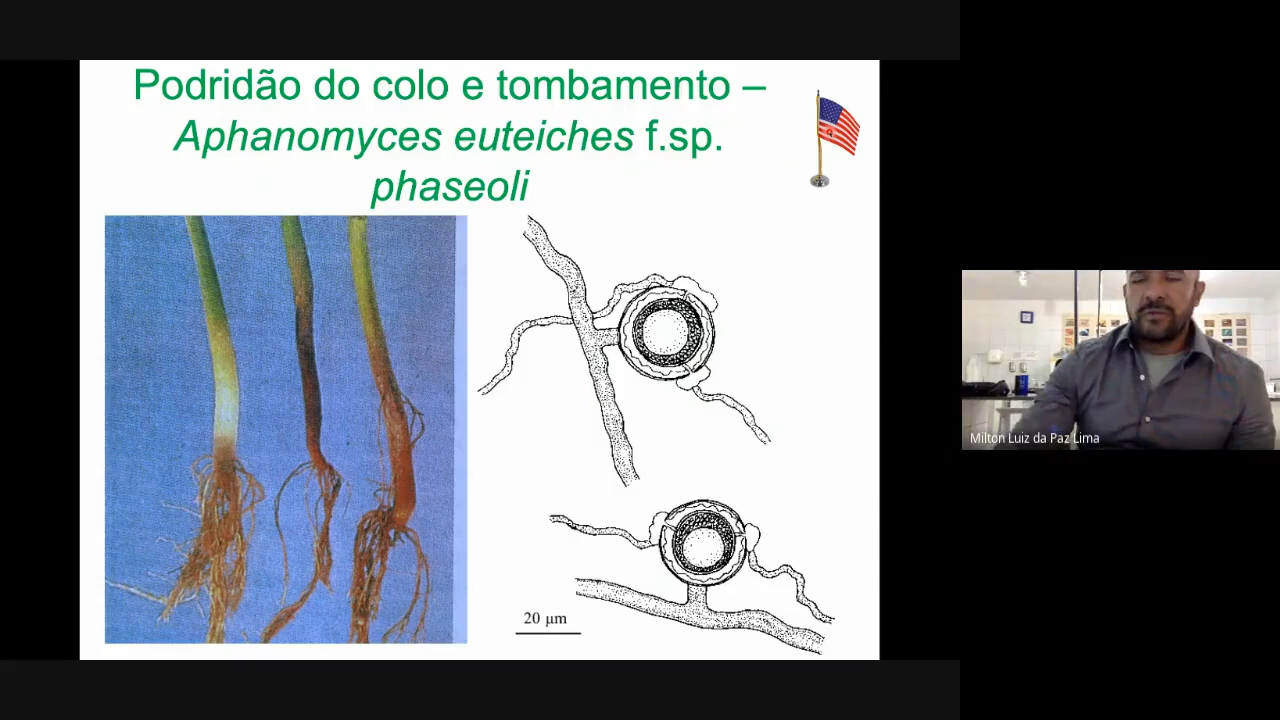 Podridão do colo e tombamento –
Aphanomyces euteiches f.sp.
phaseoli
20 µm
Milton Luiz da Paz Lima